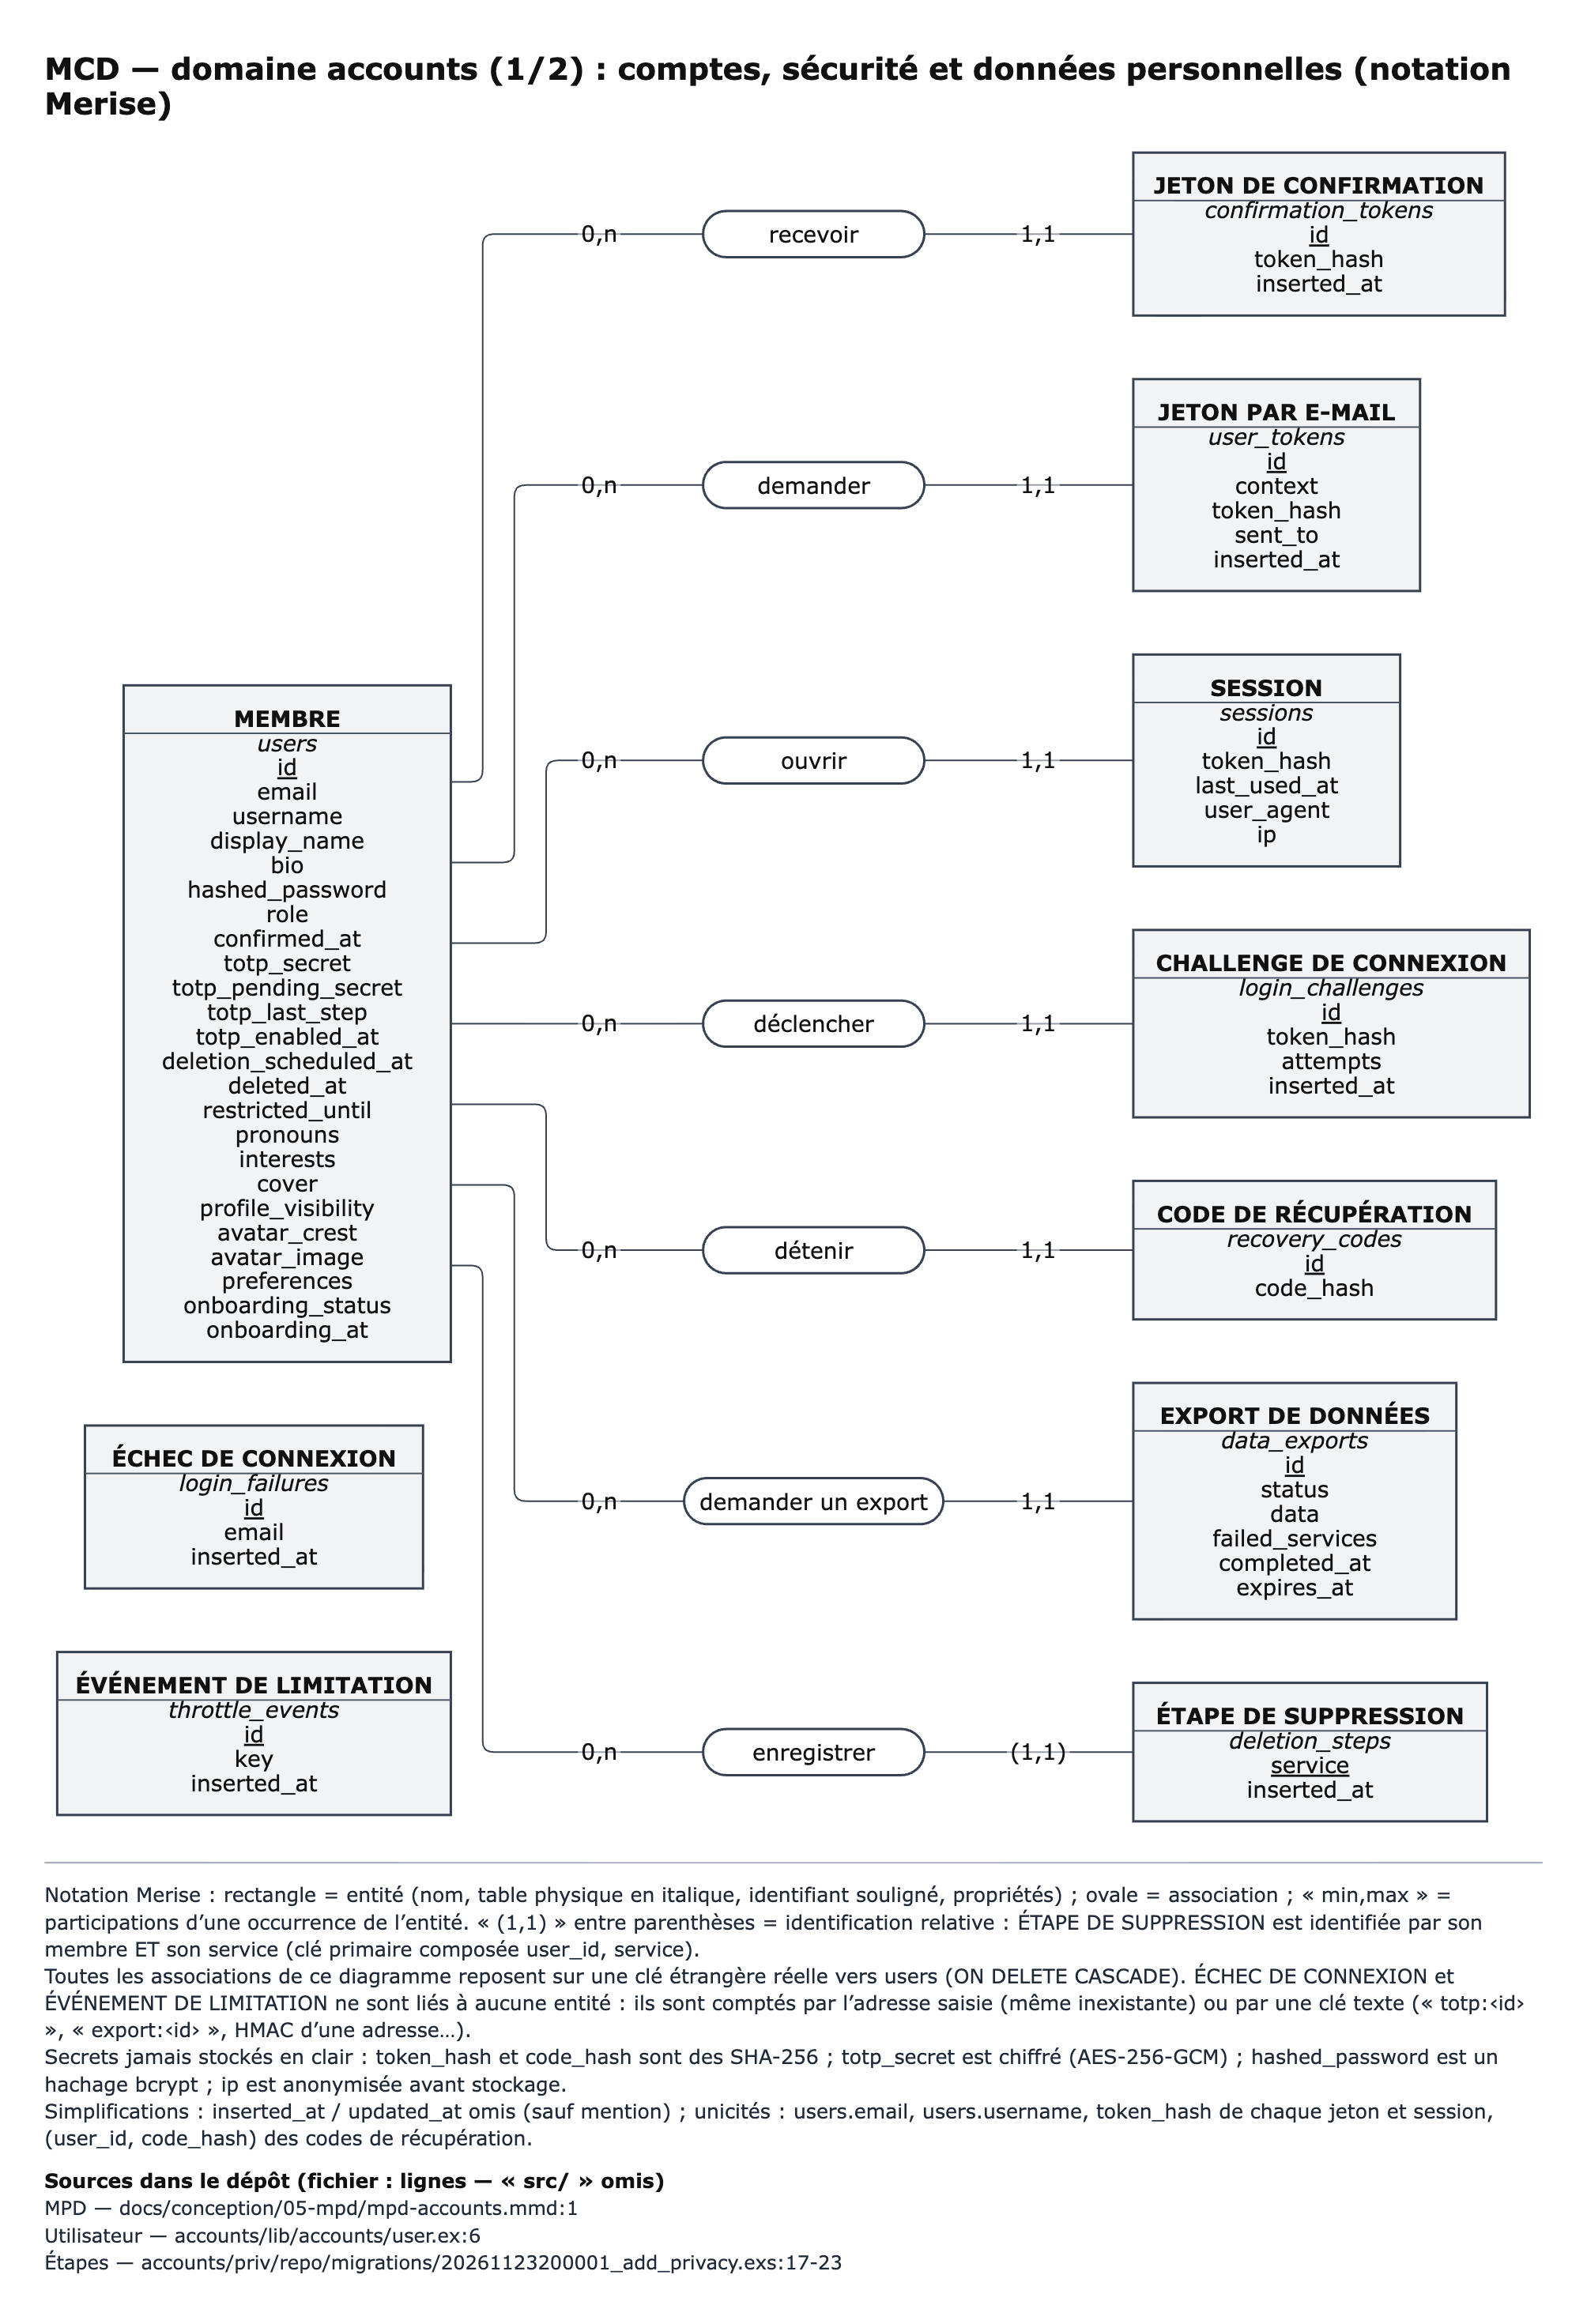 MCD — domaine accounts (1/2) : comptes, sécurité et données personnelles (notation
Merise)
0,n
recevoir
1,1
JETON DE CONFIRMATION
confirmation_tokens
id
token_hash
inserted_at
0,n
demander
1,1
JETON PAR E-MAIL
user_tokens
id
context
token_hash
sent_to
inserted_at
0,n
ouvrir
1,1
SESSION
sessions
id
token_hash
last_used_at
user_agent
ip
MEMBRE
users
id
email
username
display_name
bio
hashed_password
role
confirmed_at
totp_secret
totp_pending_secret
totp_last_step
totp_enabled_at
deletion_scheduled_at
deleted_at
restricted_until
pronouns
interests
cover
profile_visibility
avatar_crest
avatar_image
preferences
onboarding_status
onboarding_at
0,n
déclencher
1,1
CHALLENGE DE CONNEXION
login_challenges
id
token_hash
attempts
inserted_at
0,n
détenir
1,1
CODE DE RÉCUPÉRATION
recovery_codes
id
code_hash
0,n
demander un export
1,1
EXPORT DE DONNÉES
data_exports
id
status
data
failed_services
completed_at
expires_at
ÉCHEC DE CONNEXION
login_failures
id
email
inserted_at
ÉVÉNEMENT DE LIMITATION
throttle_events
id
key
inserted_at
0,n
enregistrer
(1,1)
ÉTAPE DE SUPPRESSION
deletion_steps
service
inserted_at
Notation Merise : rectangle = entité (nom, table physique en italique, identifiant souligné, propriétés) ; ovale = association ; « min,max » =
participations d’une occurrence de l’entité. « (1,1) » entre parenthèses = identification relative : ÉTAPE DE SUPPRESSION est identifiée par son
membre ET son service (clé primaire composée user_id, service).
Toutes les associations de ce diagramme reposent sur une clé étrangère réelle vers users (ON DELETE CASCADE). ÉCHEC DE CONNEXION et
ÉVÉNEMENT DE LIMITATION ne sont liés à aucune entité : ils sont comptés par l’adresse saisie (même inexistante) ou par une clé texte (« totp:‹id›
», « export:‹id› », HMAC d’une adresse…).
Secrets jamais stockés en clair : token_hash et code_hash sont des SHA-256 ; totp_secret est chiffré (AES-256-GCM) ; hashed_password est un
hachage bcrypt ; ip est anonymisée avant stockage.
Simplifications : inserted_at / updated_at omis (sauf mention) ; unicités : users.email, users.username, token_hash de chaque jeton et session,
(user_id, code_hash) des codes de récupération.
Sources dans le dépôt (fichier : lignes — « src/ » omis)
MPD — docs/conception/05-mpd/mpd-accounts.mmd:1
Utilisateur — accounts/lib/accounts/user.ex:6
Étapes — accounts/priv/repo/migrations/20261123200001_add_privacy.exs:17-23